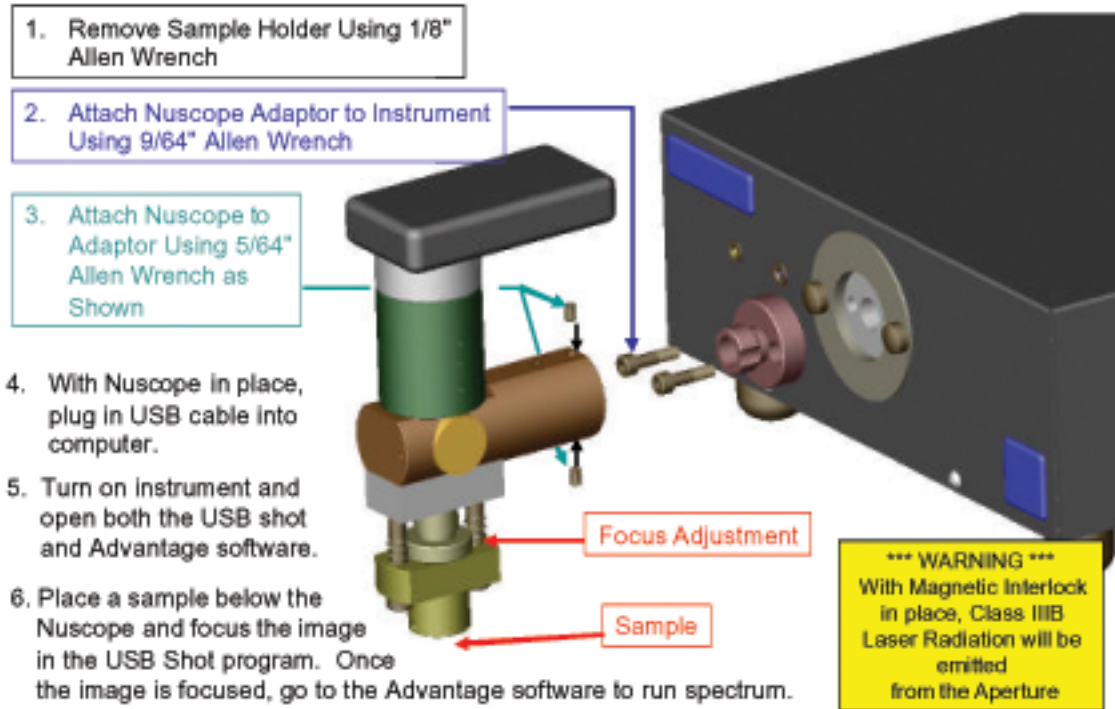 1. Remove Sample Holder Using 1/8"
Allen Wrench
2. Attach Nuscope Adaptor to Instrument
Using 9/64" Allen Wrench
3. Attach Nuscope to
Adaptor Using 5/64"
Allen Wrench as
Shown
4. With Nuscope in place,
plug in USB cable into
computer.
5. Turn on instrument and
open both the USB shot
and Advantage software.
6. Place a sample below the
Nuscope and focus the image
in the USB Shot program. Once
the image is focused, go to the Advantage software to run spectrum.
Focus Adjustment
Sample
*** WARNING ***
With Magnetic Interlock
in place, Class IIIB
Laser Radiation will be
emitted
from the Aperture